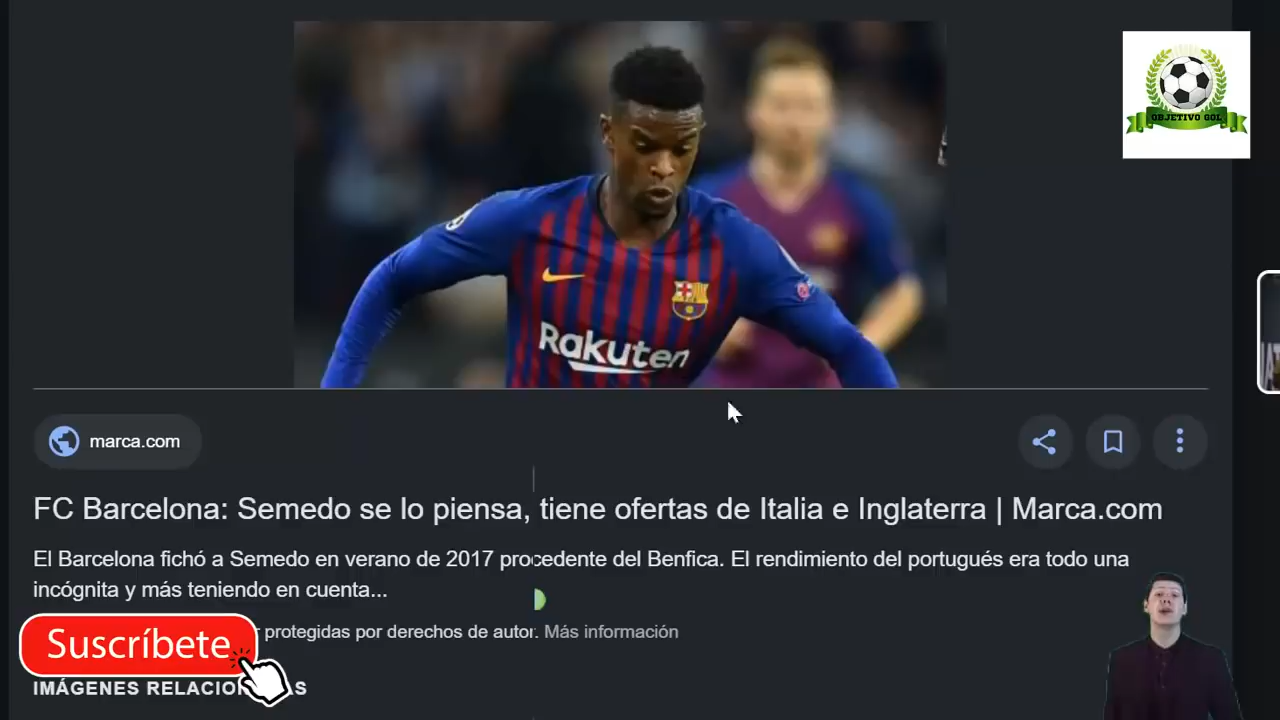 OBJETIVO GOL
Rakuten
marca.com
FC Barcelona: Semedo se lo piensa, tiene ofertas de Italia e Inglaterra | Marca.com
El Barcelona fichó a Semedo en verano de 2017 procedente del Benfica. El rendimiento del portugués era todo una
incógnita y más teniendo en cuenta...
protegidas por derechos de autor. Más información
Suscríbete
IMÁGENES